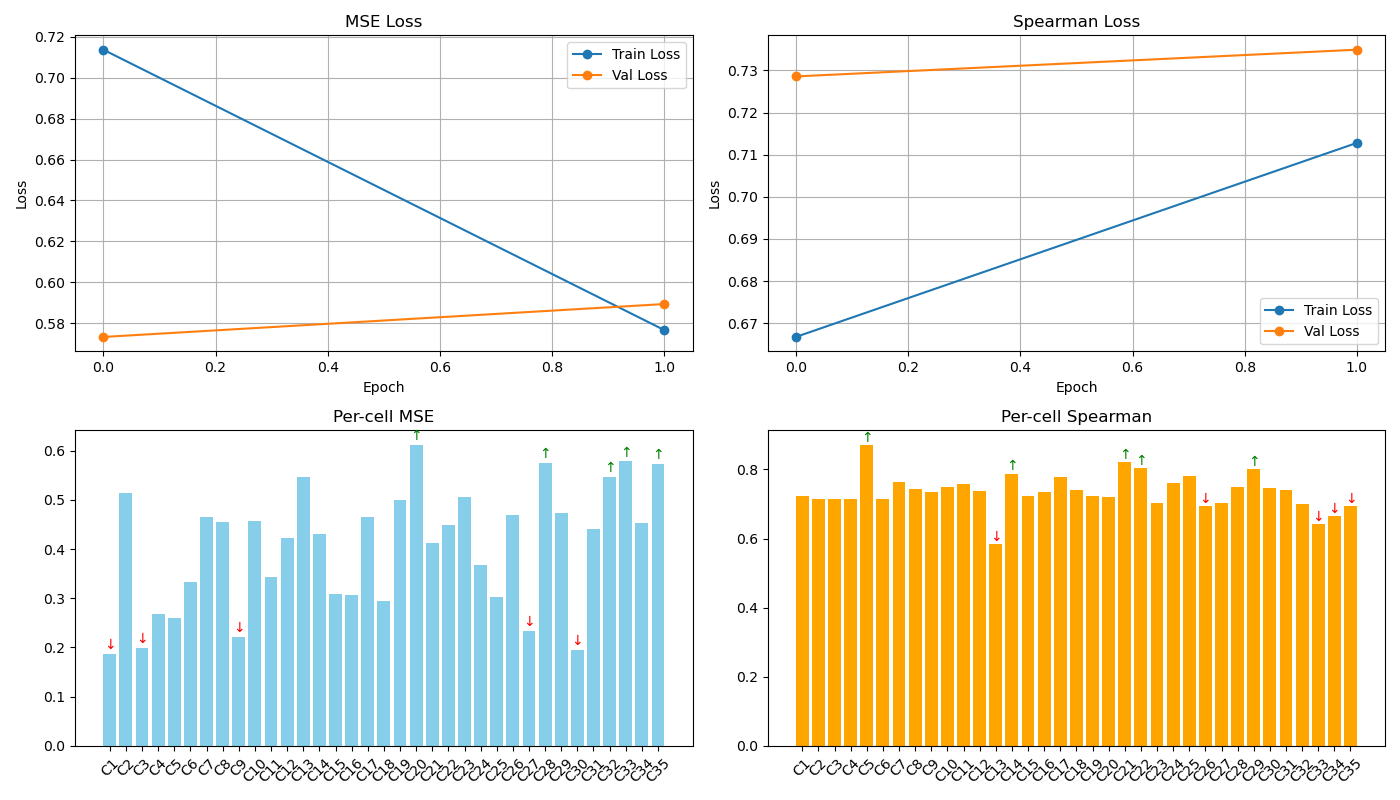 MSE Loss
0.72
0.70
0.68
0.66
0.64
0.62
0.60
0.58
Loss
Train Loss
Val Loss
0.0 0.2 0.4 0.6 0.8 1.0
Epoch
Spearman Loss
0.73
0.72
0.71
0.70
0.69
0.68
0.67
Loss
Train Loss
Val Loss
0.0 0.2 0.4 0.6 0.8 1.0
Epoch
Per-cell MSE
0.6
0.5
0.4
0.3
0.2
0.1
0.0
↓ ↓ ↓ ↑ ↓ ↑ ↓ ↑ ↑ ↑
C1 C2 C3 C4 C5 C6 C7 C8 C9 C10 C11 C12 C13 C14 C15 C16 C17 C18 C19 C20 C21 C22 C23 C24 C25 C26 C27 C28 C29 C30 C31 C32 C33 C34 C35
Per-cell Spearman
0.8
0.6
0.4
0.2
0.0
↑ ↓ ↑ ↑ ↑ ↓ ↑ ↓ ↓ ↓
C1 C2 C3 C4 C5 C6 C7 C8 C9 C10 C11 C12 C13 C14 C15 C16 C17 C18 C19 C20 C21 C22 C23 C24 C25 C26 C27 C28 C29 C30 C31 C32 C33 C34 C35